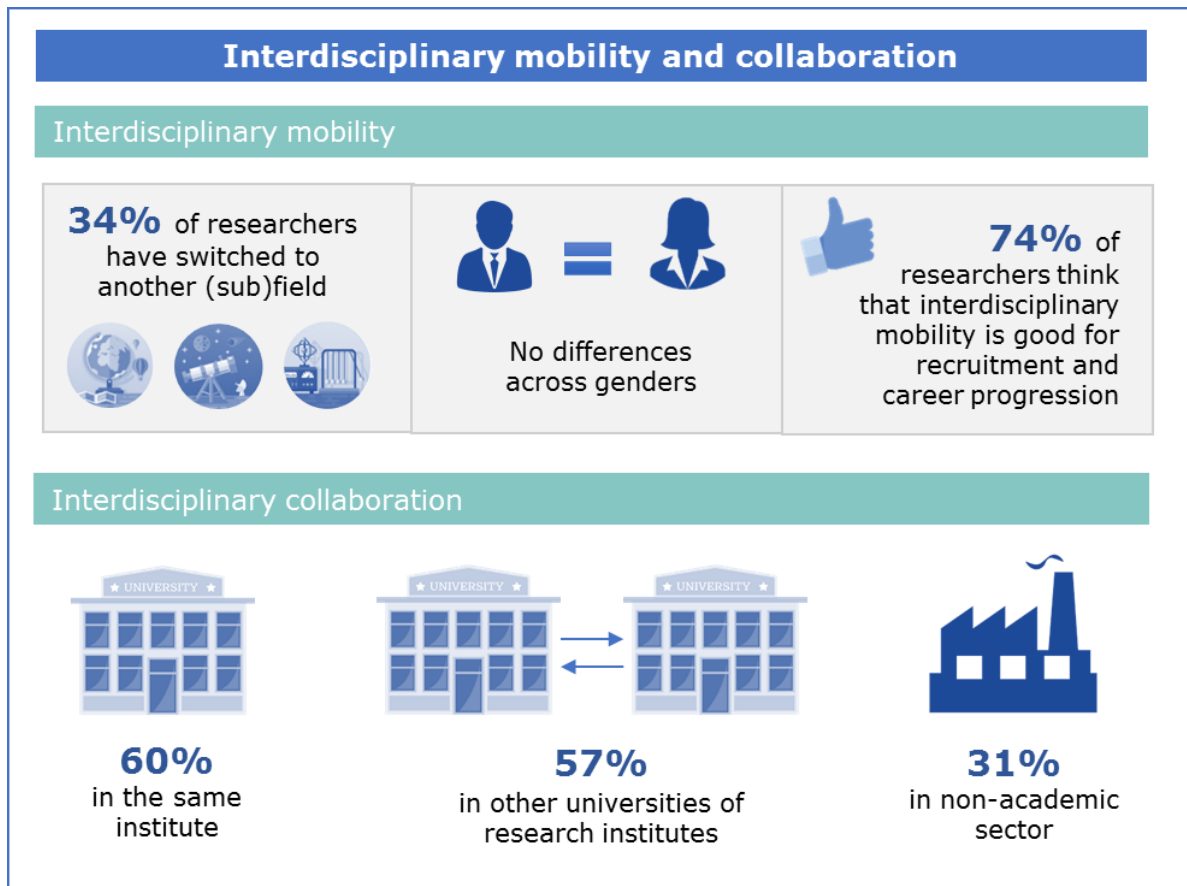 Interdisciplinary mobility and collaboration
Interdisciplinary mobility
34% of researchers
have switched to
another (sub)field
No differences
across genders
74% of
researchers think
that interdisciplinary
mobility is good for
recruitment and
career progression
Interdisciplinary collaboration
★ UNIVERSITY ★
★ UNIVERSITY ★
★ UNIVERSITY ★
60%
in the same
institute
57%
in other universities of
research institutes
31%
in non-academic
sector